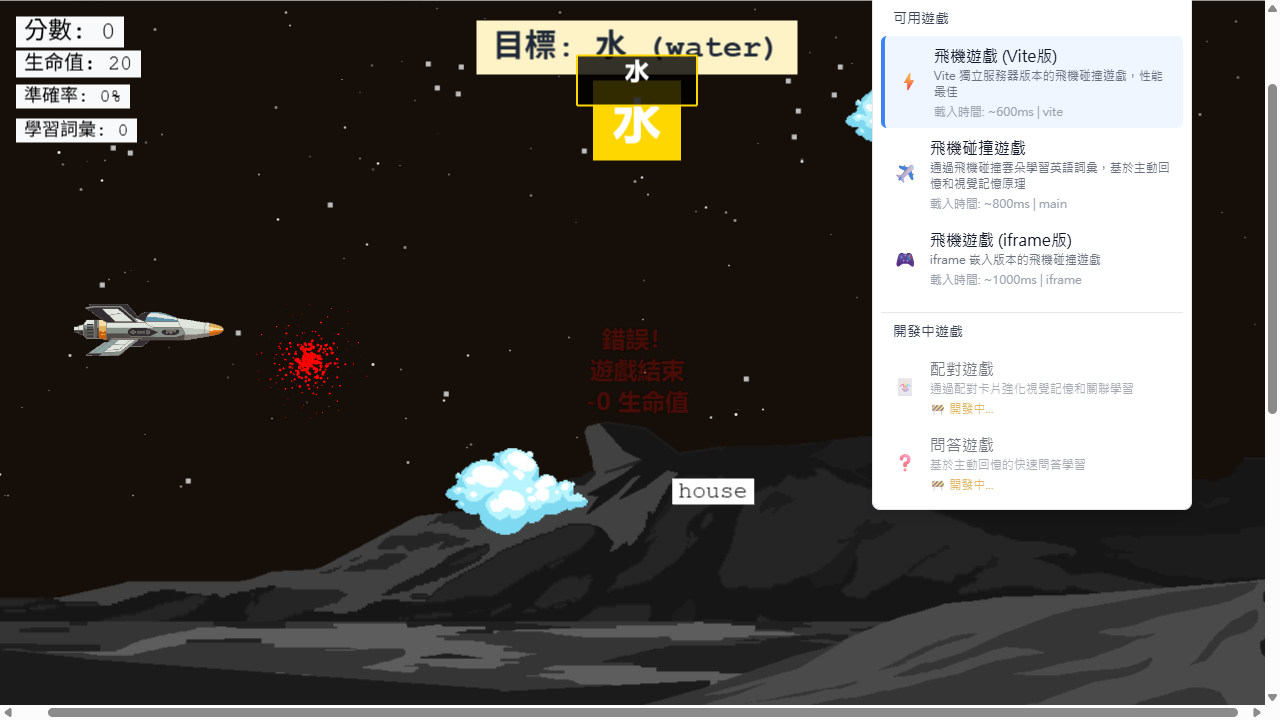 分數: 0
生命值: 20
準確率: 0%
學習詞彙: 0
目標: 水 (water)
水
水
錯誤!
遊戲結束
-0 生命值
house
可用遊戲
飛機遊戲 (Vite版)
Vite 獨立服務器版本的飛機碰撞遊戲，性能
最佳
載入時間: ~600ms | vite
飛機碰撞遊戲
通過飛機碰撞雲朵學習英語詞彙，基於主動回
憶和視覺記憶原理
載入時間: ~800ms | main
飛機遊戲 (iframe版)
iframe 嵌入版本的飛機碰撞遊戲
載入時間: ~1000ms | iframe
開發中遊戲
配對遊戲
通過配對卡片強化視覺記憶和關聯學習
🚧 開發中...
問答遊戲
基於主動回憶的快速問答學習
🚧 開發中...